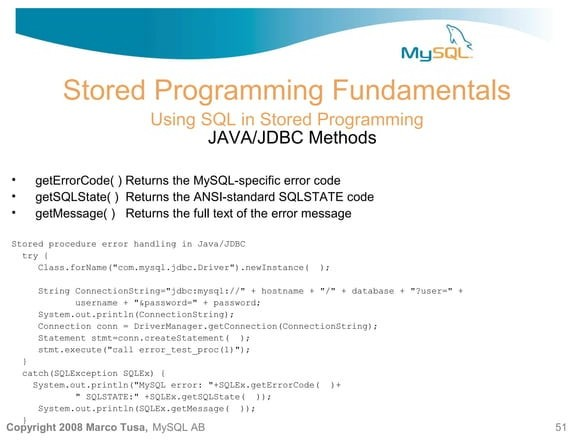 MySQL
Stored Programming Fundamentals
Using SQL in Stored Programming
JAVA/JDBC Methods
• getErrorCode( ) Returns the MySQL-specific error code
• getSQLState( ) Returns the ANSI-standard SQLSTATE code
• getMessage( ) Returns the full text of the error message
Stored procedure error handling in Java/JDBC
try {
Class.forName("com.mysql.jdbc.Driver").newInstance( );
String ConnectionString="jdbc:mysql://" + hostname + "/" + database + "?user=" +
username + "&password=" + password;
System.out.println(ConnectionString);
Connection conn = DriverManager.getConnection(ConnectionString);
Statement stmt=conn.createStatement( );
stmt.execute("call error_test_proc(1)");
}
catch(SQLException SQLEx) {
System.out.println("MySQL error: "+SQLEx.getErrorCode( )+
" SQLSTATE:" +SQLEx.getSQLState( ));
System.out.println(SQLEx.getMessage( ));
}
Copyright 2008 Marco Tusa, MySQL AB 51